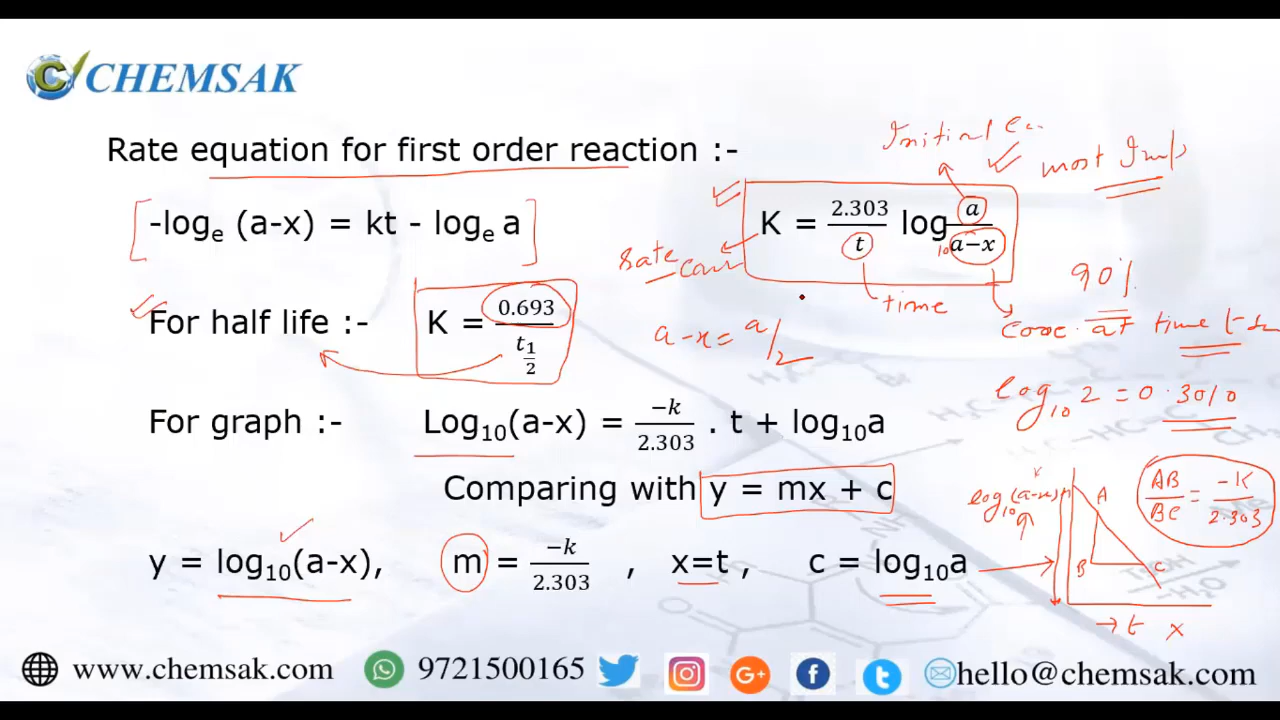 CHEMSAK
Rate equation for first order reaction :-
Initial
most Imp
-logₑ (a-x) = kt - logₑ a
K = 2.303/t log₁₀ a/a−x
rate
time
90%
Conc. at time t
For half life :- K = 0.693/t½
a-x = a/2
log₁₀ 2 = 0.3010
For graph :- Log₁₀(a-x) = −k/2.303 . t + log₁₀a
Comparing with y = mx + c
log₁₀(a-x) A B C
AB/BC = -K/2.303
y = log₁₀(a-x), m = −k/2.303 , x=t , c = log₁₀a
→ t x
www.chemsak.com 9721500165 hello@chemsak.com